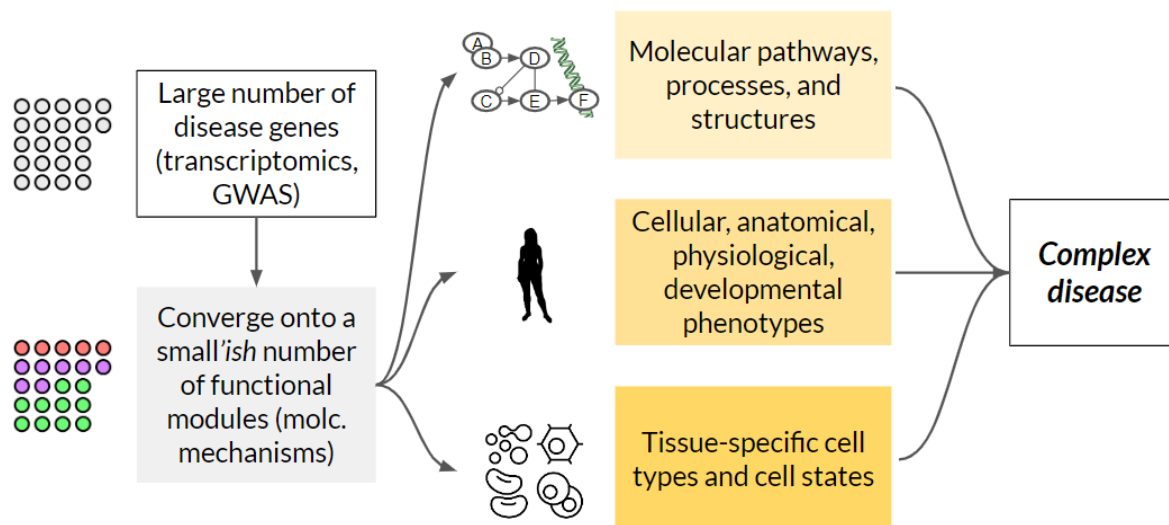 Large number of
disease genes
(transcriptomics,
GWAS)
Converge onto a
small'ish number
of functional
modules (molc.
mechanisms)
A
B
D
C
E
F
Molecular pathways,
processes, and
structures
Cellular, anatomical,
physiological,
developmental
phenotypes
Tissue-specific cell
types and cell states
Complex
disease